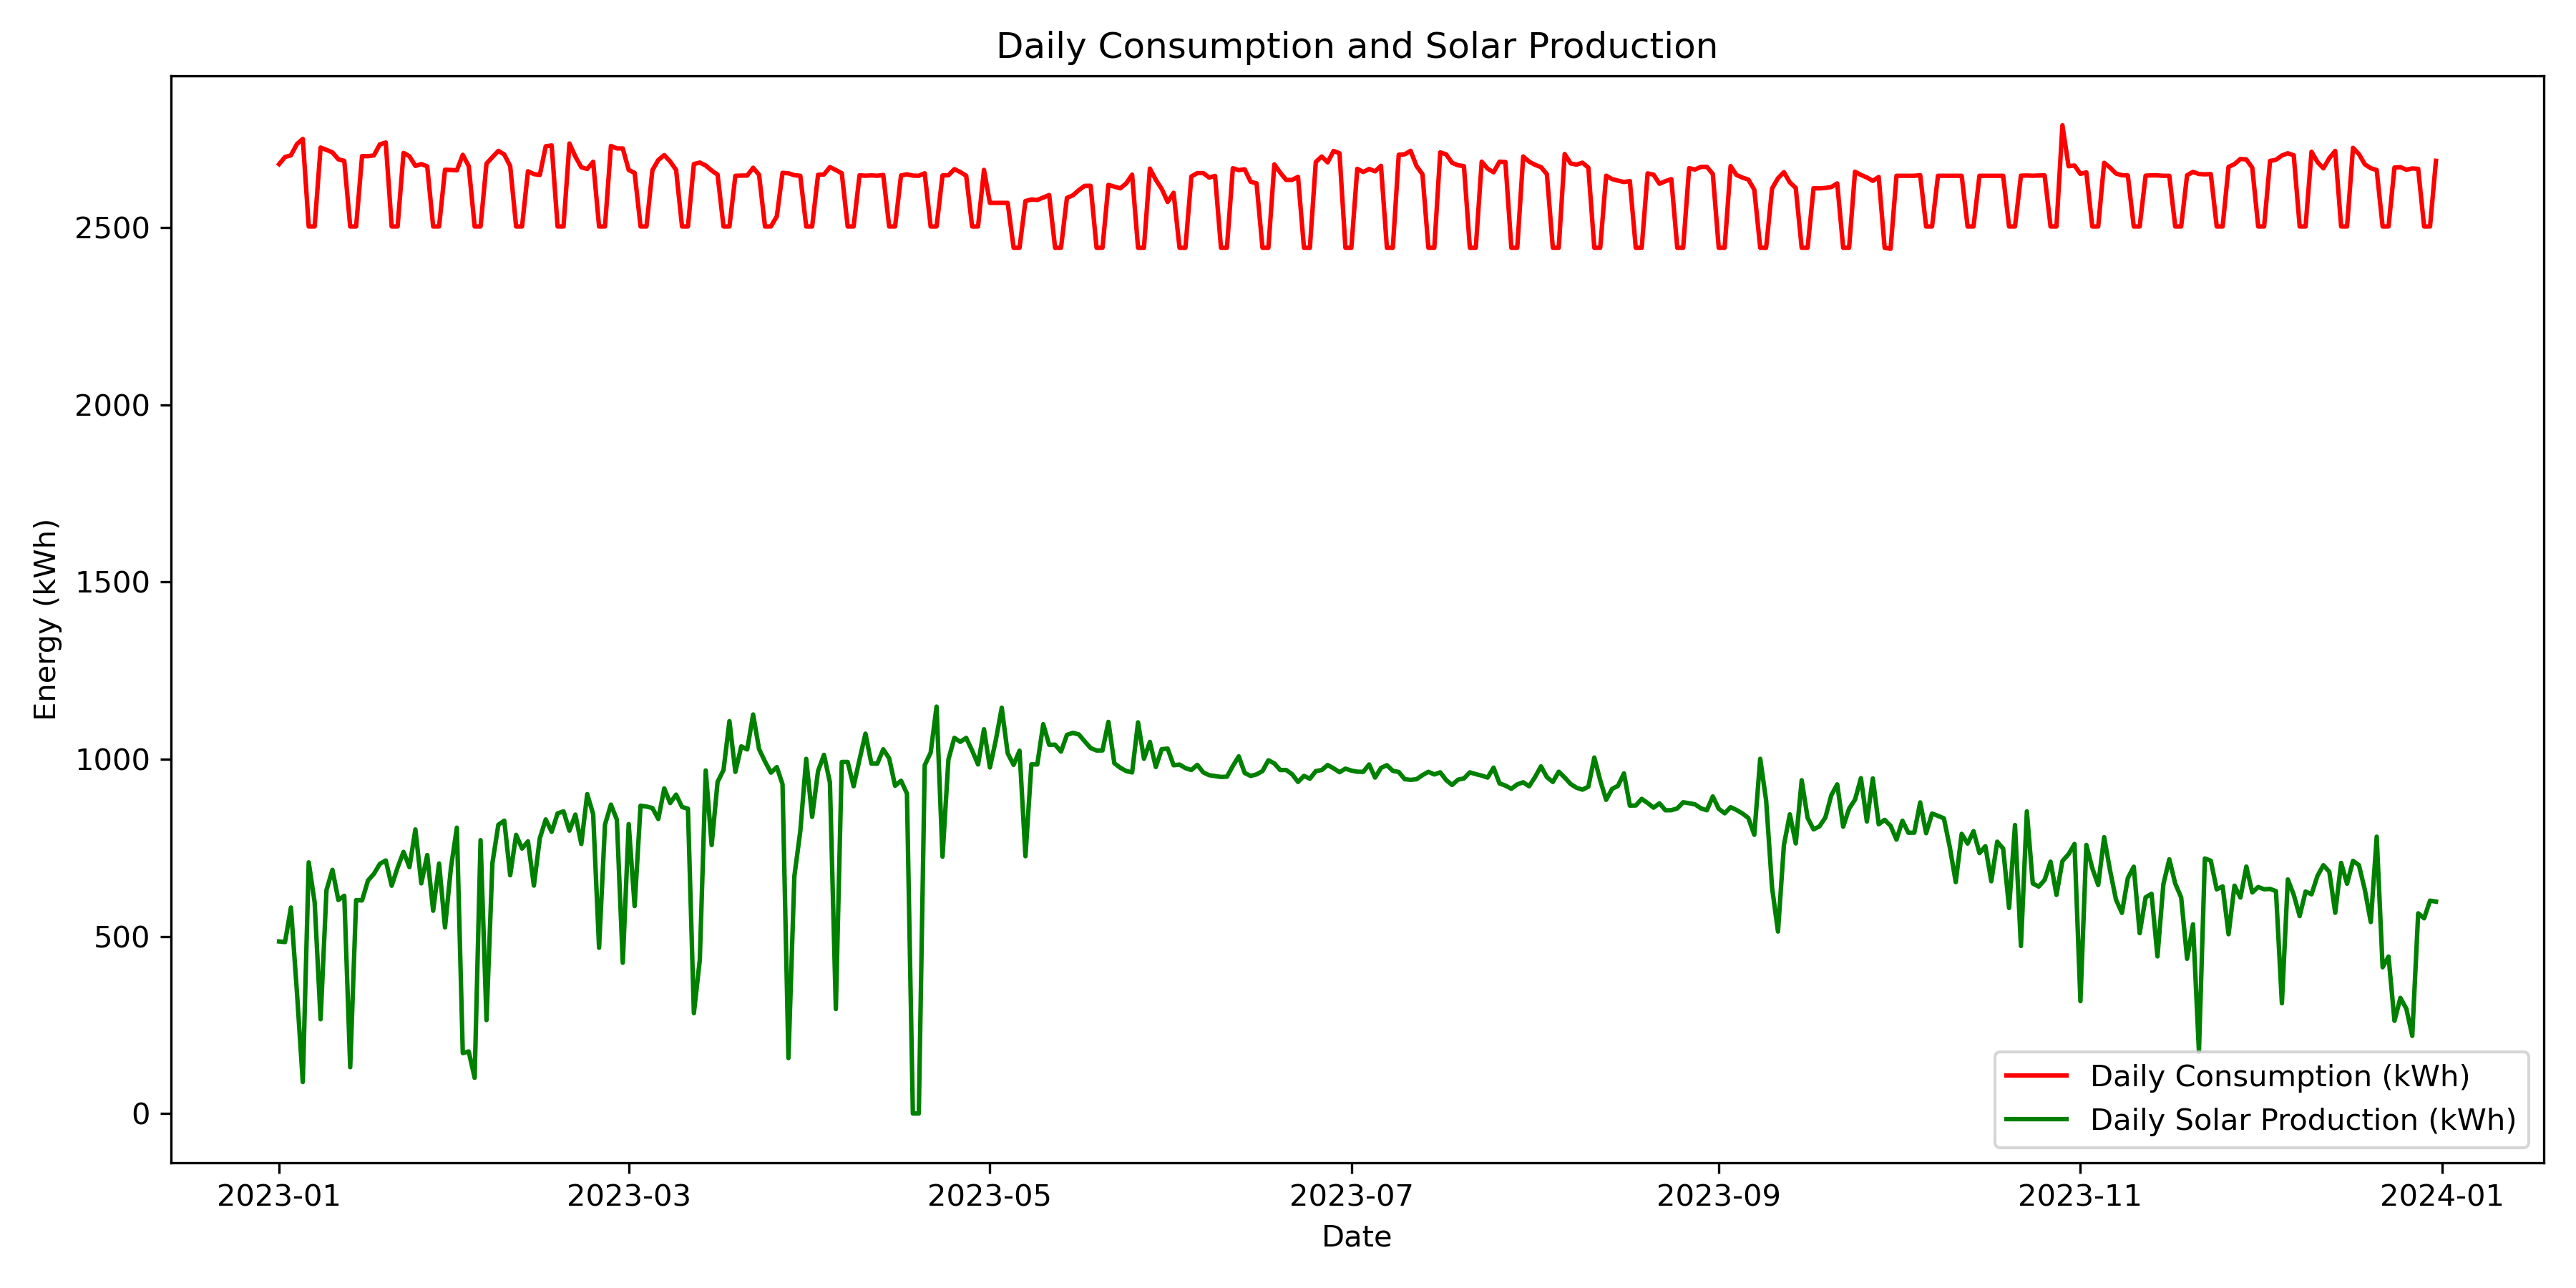 Daily Consumption and Solar Production
Energy (kWh)
2500
2000
1500
1000
500
0
2023-01
2023-03
2023-05
2023-07
2023-09
2023-11
2024-01
Date
Daily Consumption (kWh)
Daily Solar Production (kWh)